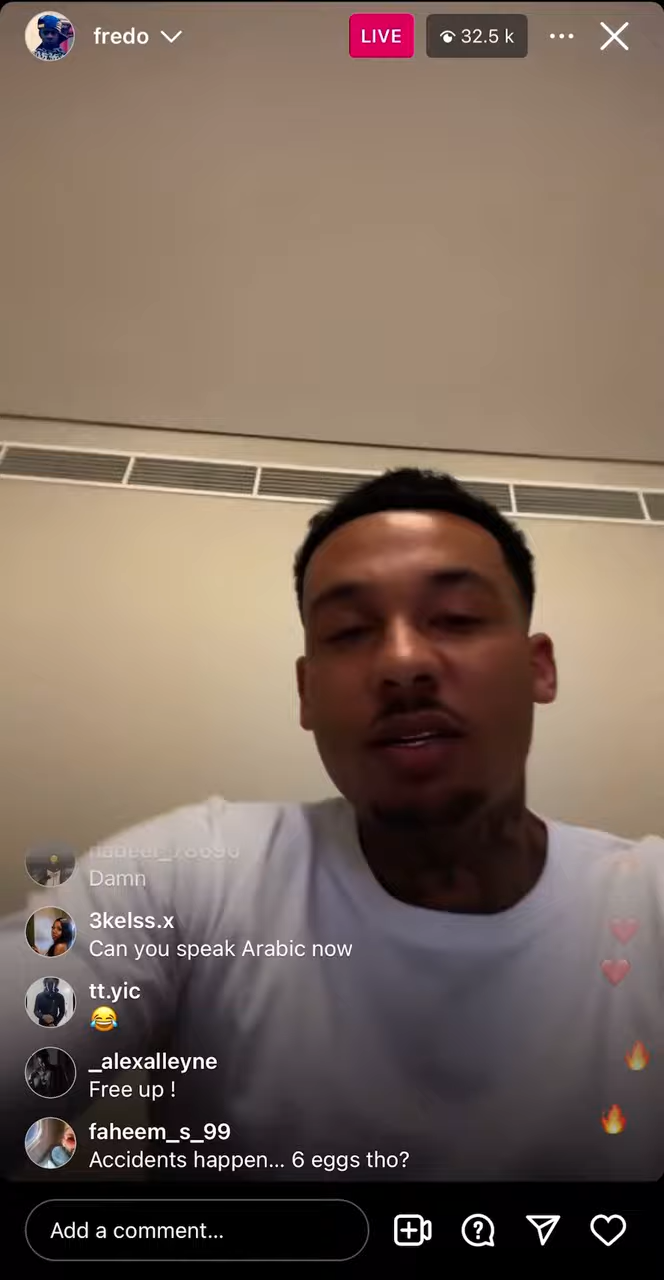 fredo
LIVE
32.5 k
Damn
3kelss.x
Can you speak Arabic now
tt.yic
😂
_alexalleyne
Free up !
faheem_s_99
Accidents happen... 6 eggs tho?
Add a comment...